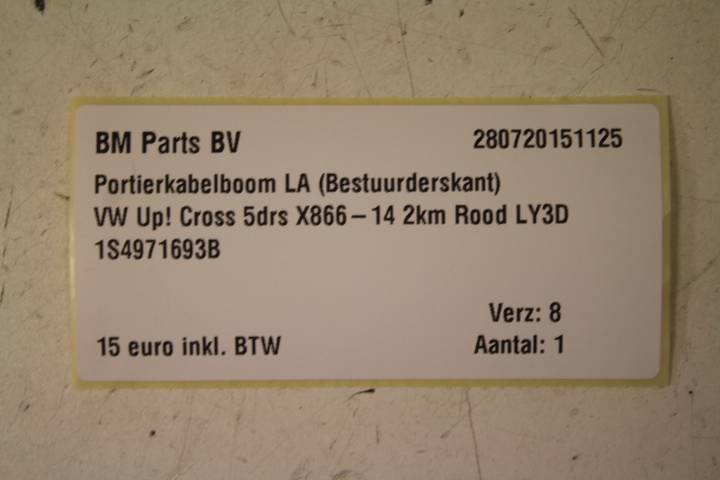 BM Parts BV 280720151125
Portierkabelboom LA (Bestuurderskant)
VW Up! Cross 5drs X866-14 2km Rood LY3D
1S4971693B
Verz: 8
15 euro inkl. BTW Aantal: 1